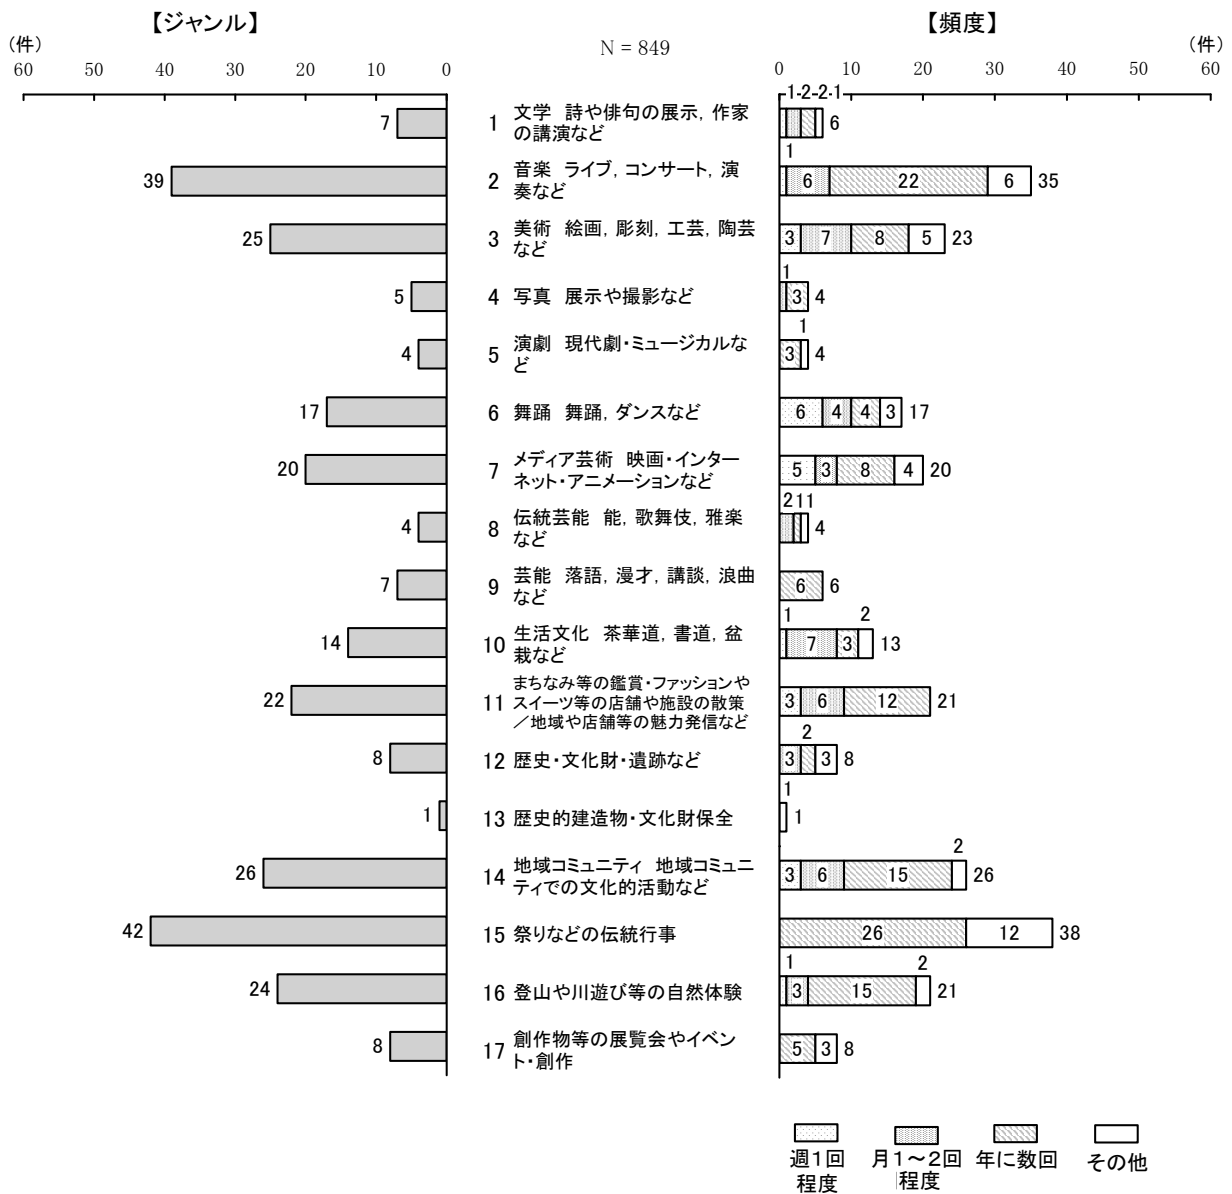 【ジャンル】
【頻度】
（件）
N = 849
（件）
60 50 40 30 20 10 0
0 10 20 30 40 50 60
1-2-2-1
7 1 文学　詩や俳句の展示，作家 6
の講演など
1
39 2 音楽　ライブ，コンサート，演 6 22 6 35
奏など
25 3 美術　絵画，彫刻，工芸，陶芸 3 7 8 5 23
など
1
5 4 写真　展示や撮影など 3 4
1
4 5 演劇　現代劇・ミュージカルな 3 4
ど
17 6 舞踊　舞踊，ダンスなど 6 4 4 3 17
20 7 メディア芸術　映画・インター 5 3 8 4 20
ネット・アニメーションなど
2 1 1
4 8 伝統芸能　能，歌舞伎，雅楽 4
など
7 9 芸能　落語，漫才，講談，浪曲 6 6
など
1 2
14 10 生活文化　茶華道，書道，盆 7 3 13
栽など
まちなみ等の鑑賞・ファッションや
22 11 スイーツ等の店舗や施設の散策 3 6 12 21
／地域や店舗等の魅力発信など
2
8 12 歴史・文化財・遺跡など 3 3 8
1
1 13 歴史的建造物・文化財保全 1
2
26 14 地域コミュニティ　地域コミュニ 3 6 15 26
ティでの文化的活動など
42 15 祭りなどの伝統行事 26 12 38
1 2
24 16 登山や川遊び等の自然体験 3 15 21
8 17 創作物等の展覧会やイベン 5 3 8
ト・創作
週１回 月１～２回 年に数回 その他
程度 程度